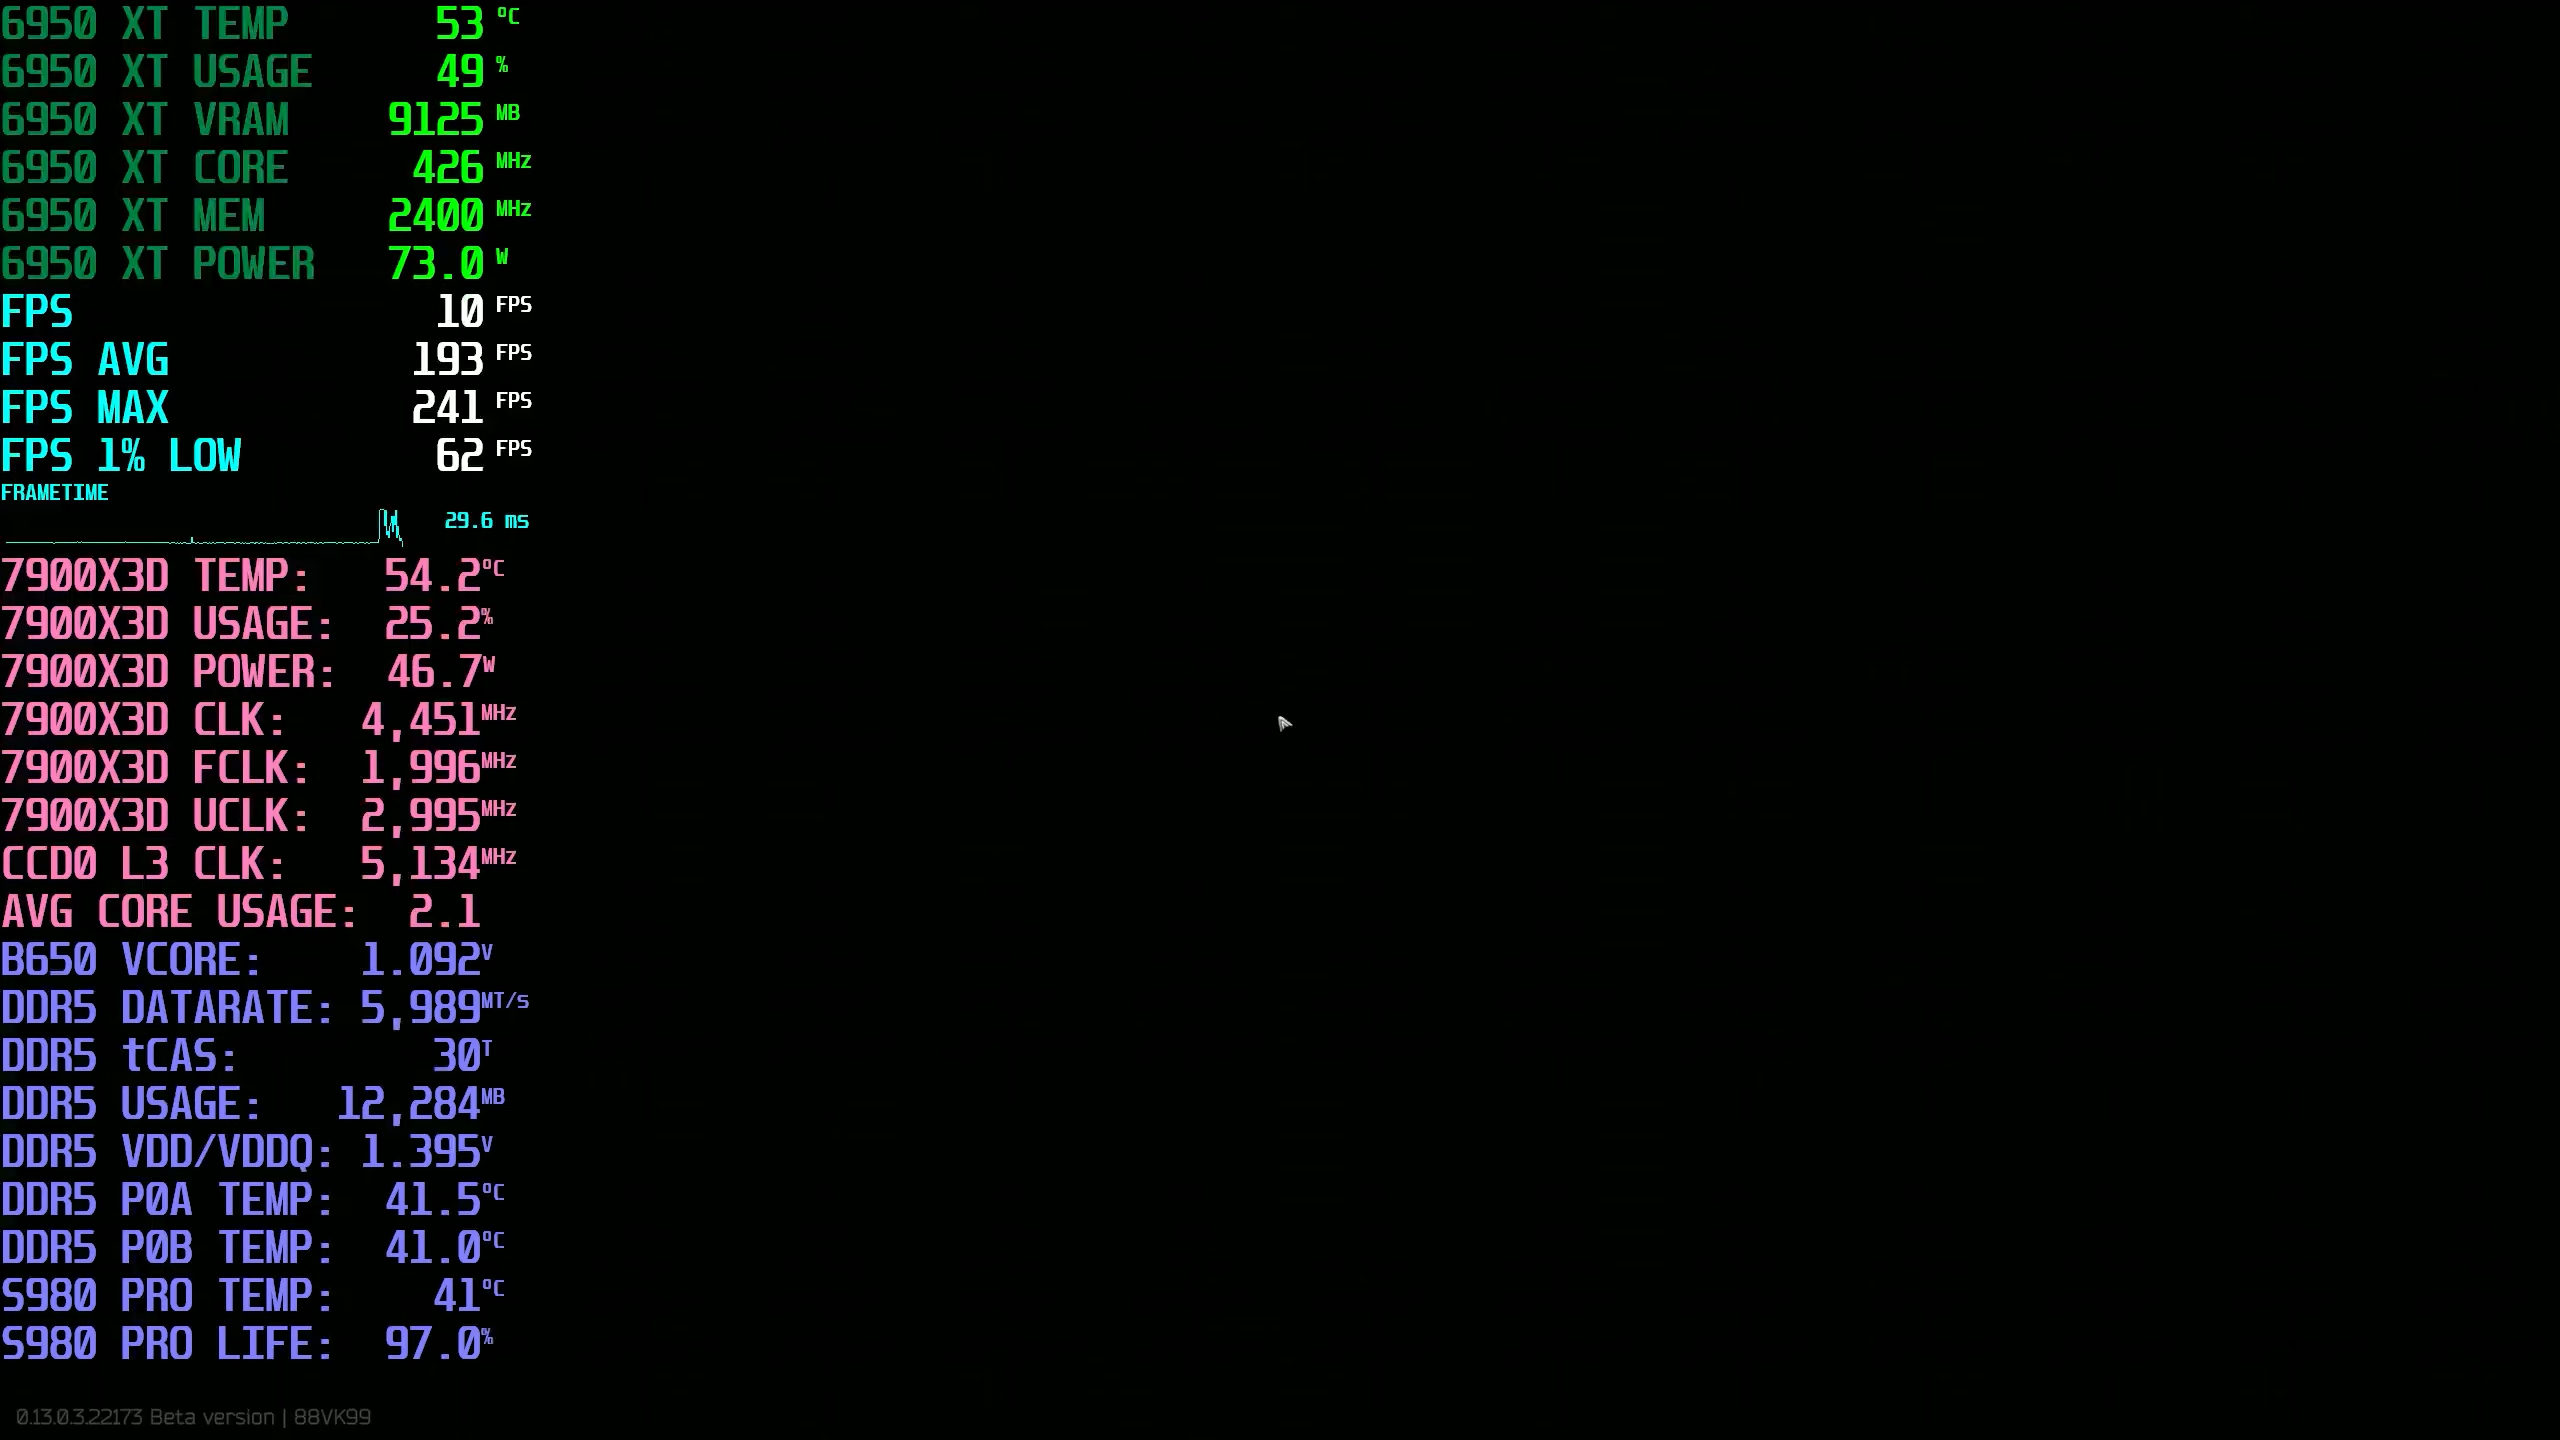 6950 XT TEMP 53 °C
6950 XT USAGE 49 %
6950 XT VRAM 9125 MB
6950 XT CORE 426 MHz
6950 XT MEM 2400 MHz
6950 XT POWER 73.0 W
FPS 10 FPS
FPS AVG 193 FPS
FPS MAX 241 FPS
FPS 1% LOW 62 FPS
FRAMETIME
29.6 ms
7900X3D TEMP: 54.2°C
7900X3D USAGE: 25.2%
7900X3D POWER: 46.7W
7900X3D CLK: 4,451MHz
7900X3D FCLK: 1,996MHz
7900X3D UCLK: 2,995MHz
CCD0 L3 CLK: 5,134MHz
AVG CORE USAGE: 2.1
B650 VCORE: 1.092V
DDR5 DATARATE: 5,989MT/s
DDR5 tCAS: 30T
DDR5 USAGE: 12,284MB
DDR5 VDD/VDDQ: 1.395V
DDR5 P0A TEMP: 41.5°C
DDR5 P0B TEMP: 41.0°C
S980 PRO TEMP: 41°C
S980 PRO LIFE: 97.0%
0.13.0.3.22173 Beta version | 88VK99